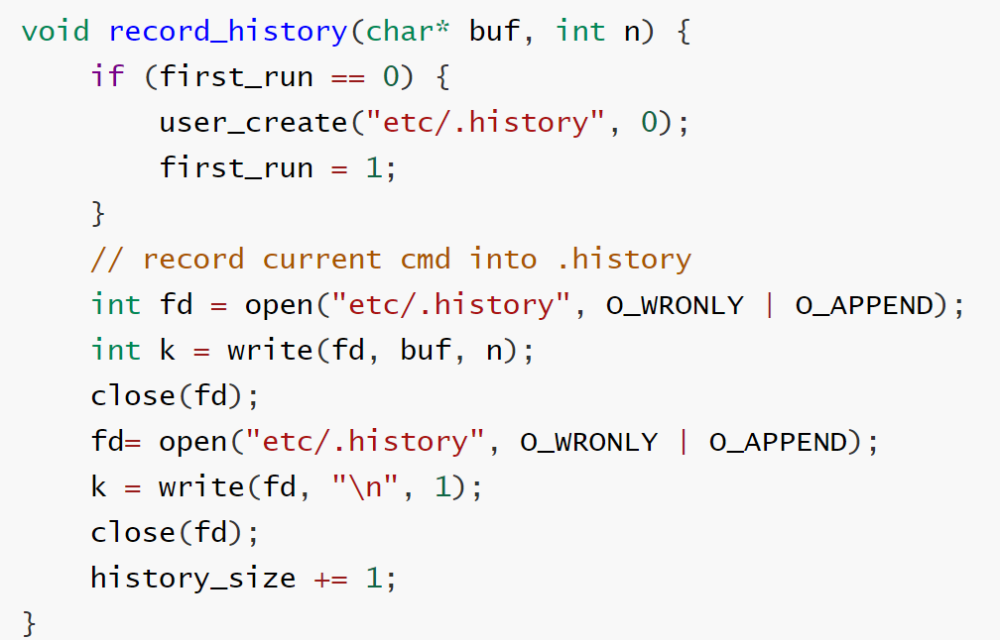 void record_history(char* buf, int n) {
    if (first_run == 0) {
        user_create("etc/.history", 0);
        first_run = 1;
    }
    // record current cmd into .history
    int fd = open("etc/.history", O_WRONLY | O_APPEND);
    int k = write(fd, buf, n);
    close(fd);
    fd= open("etc/.history", O_WRONLY | O_APPEND);
    k = write(fd, "\n", 1);
    close(fd);
    history_size += 1;
}